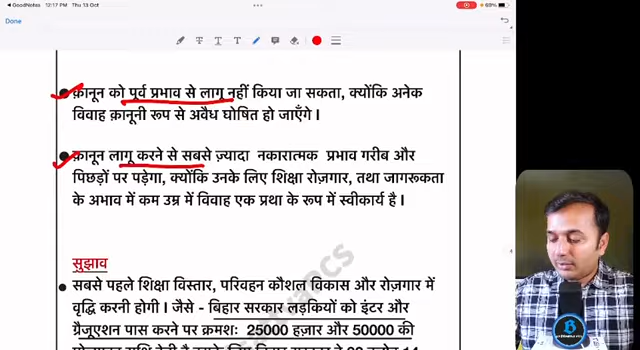 GoodNotes 12:17 PM Thu 13 Oct
69%
Done
क़ानून को पूर्व प्रभाव से लागू नहीं किया जा सकता, क्योंकि अनेक
विवाह क़ानूनी रूप से अवैध घोषित हो जाएँगे ।
क़ानून लागू करने से सबसे ज़्यादा नकारात्मक प्रभाव गरीब और
पिछड़ों पर पड़ेगा, क्योंकि उनके लिए शिक्षा रोज़गार, तथा जागरूकता
के अभाव में कम उम्र में विवाह एक प्रथा के रूप में स्वीकार्य है ।
सुझाव
सबसे पहले शिक्षा विस्तार, परिवहन कौशल विकास और रोज़गार में
वृद्धि करनी होगी । जैसे - बिहार सरकार लड़कियों को इंटर और
ग्रैजूएशन पास करने पर क्रमशः 25000 हज़ार और 50000 की